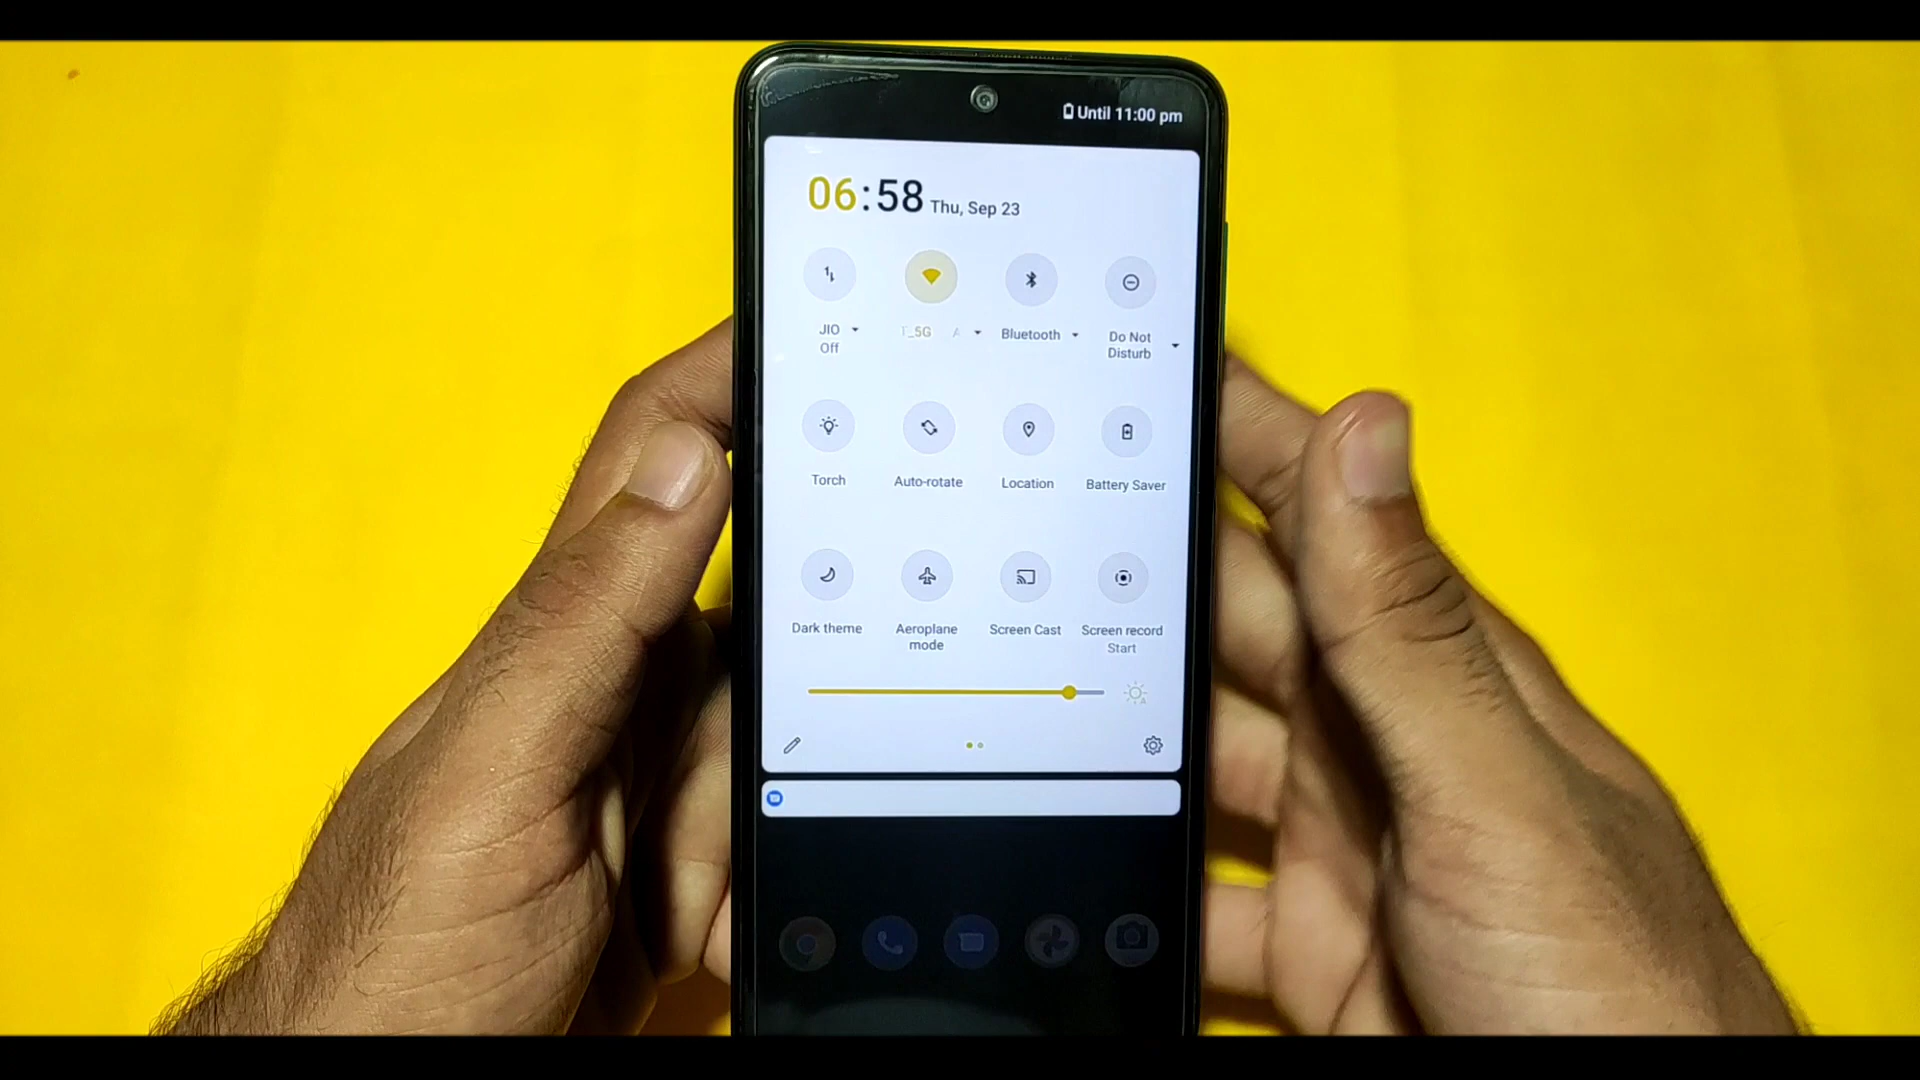 Until 11:00 pm
06:58 Thu, Sep 23
JIO
Off
T_5G A
Bluetooth
Do Not
Disturb
Torch
Auto-rotate
Location
Battery Saver
Dark theme
Aeroplane
mode
Screen Cast
Screen record
Start